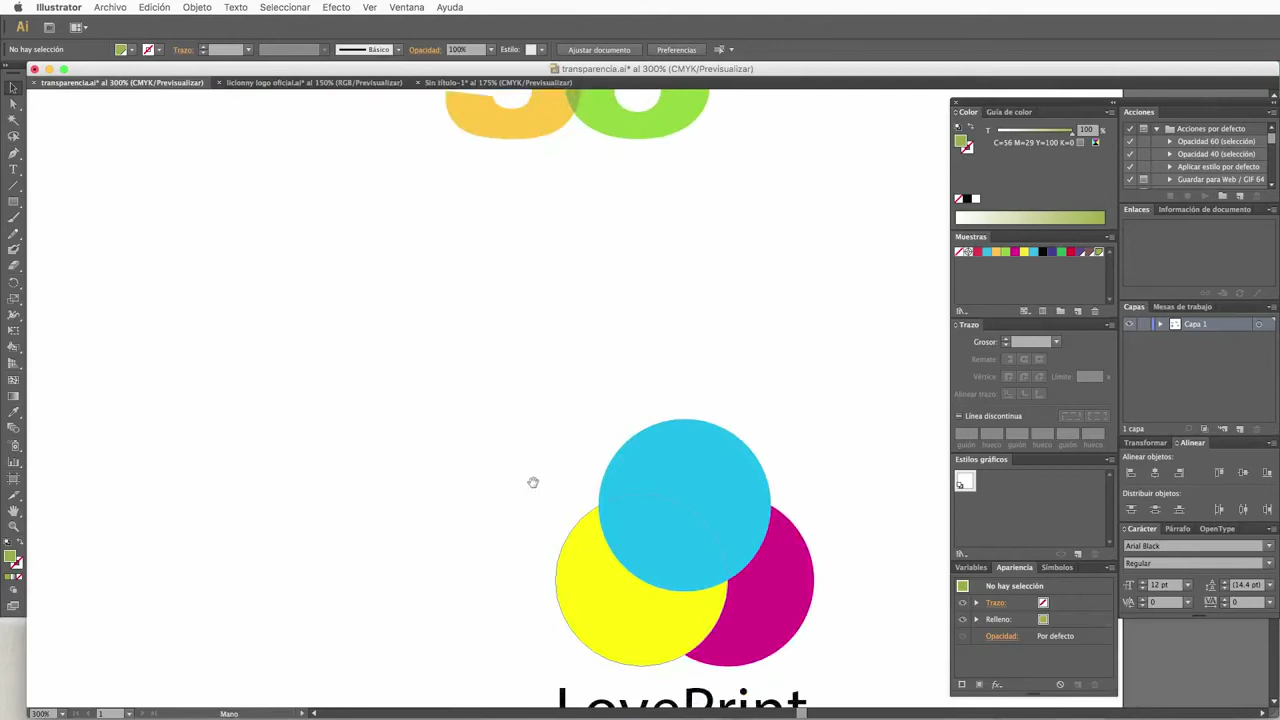 Illustrator Archivo Edición Objeto Texto Seleccionar Efecto Ver Ventana Ayuda
Ai
No hay selección Trazo: Básico Opacidad: 100% Estilo: Ajustar documento Preferencias
transparencia.ai* al 300% (CMYK/Previsualizar)
transparencia.ai* al 300% (CMYK/Previsualizar) liclonny logo oficial.ai* al 150% (RGB/Previsualizar) Sin título-1* al 175% (CMYK/Previsualizar)
Color Guía de color
T 100 %
C=56 M=29 Y=100 K=0
Muestras
Trazo
Grosor:
Remate:
Vértice: Límite: x
Alinear trazo:
Línea discontinua
guión hueco guión hueco guión hueco
Estilos gráficos
Variables Apariencia Símbolos
No hay selección
Trazo:
Relleno:
Opacidad: Por defecto
fx
Acciones
Acciones por defecto
Opacidad 60 (selección)
Opacidad 40 (selección)
Aplicar estilo por defecto
Guardar para Web / GIF 64
Enlaces Información de documento
Capas Mesas de trabajo
Capa 1
1 capa
Transformar Alinear
Alinear objetos:
Distribuir objetos:
Carácter Párrafo OpenType
Arial Black
Regular
12 pt (14.4 pt)
0 0
LovePrint
300% 1 Mano